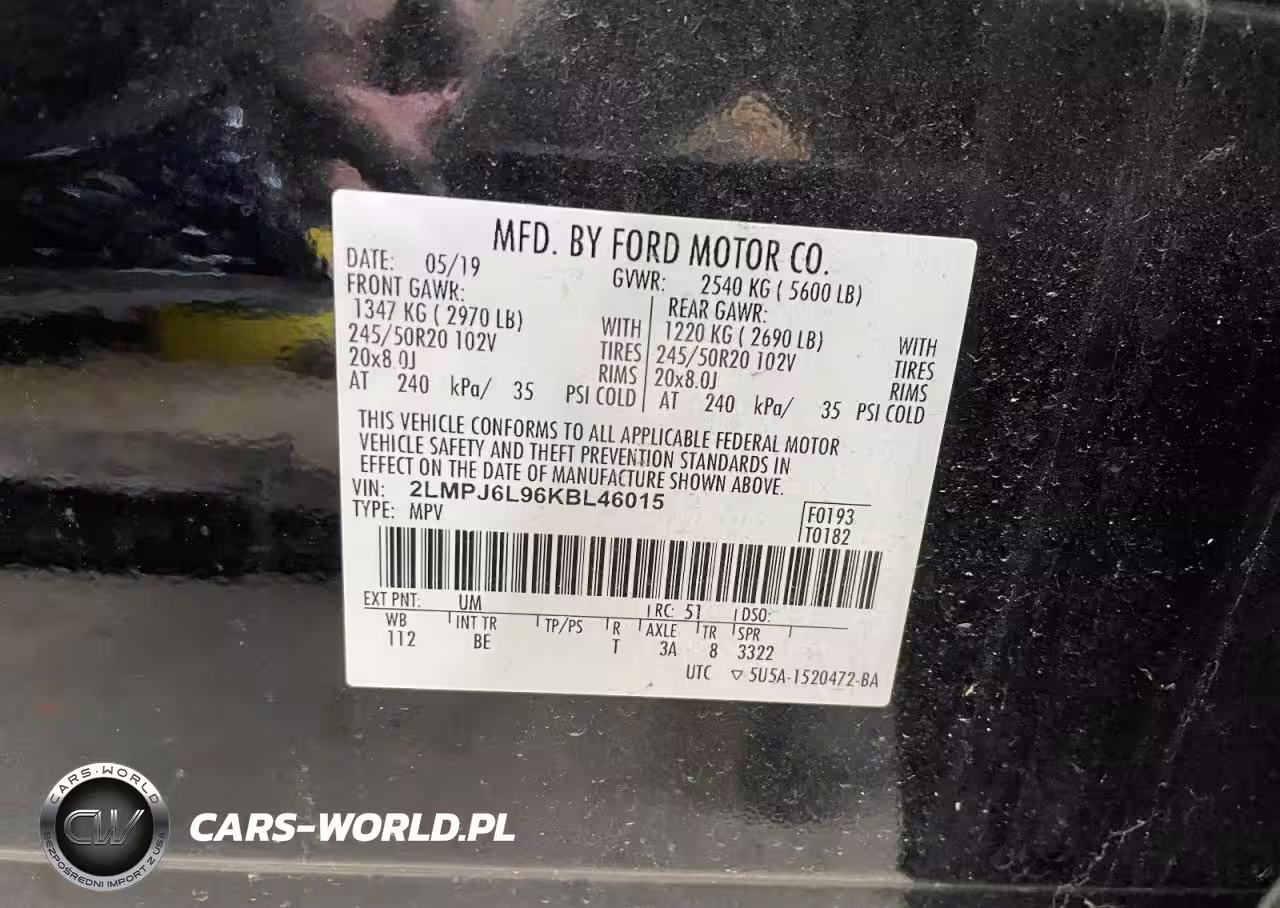 MFD. BY FORD MOTOR CO.
DATE: 05/19 GVWR: 2540 KG ( 5600 LB)
FRONT GAWR: REAR GAWR:
1347 KG ( 2970 LB) WITH 1220 KG ( 2690 LB) WITH
245/50R20 102V TIRES 245/50R20 102V TIRES
20x8.0J RIMS 20x8.0J RIMS
AT 240 kPa/ 35 PSI COLD AT 240 kPa/ 35 PSI COLD
THIS VEHICLE CONFORMS TO ALL APPLICABLE FEDERAL MOTOR
VEHICLE SAFETY AND THEFT PREVENTION STANDARDS IN
EFFECT ON THE DATE OF MANUFACTURE SHOWN ABOVE.
VIN: 2LMPJ6L96KBL46015
TYPE: MPV
F0193
T0182
EXT PNT: UM RC: 51 DSO:
WB INT TR TP/PS R AXLE TR SPR
112 BE T 3A 8 3322
UTC ▽ 5U5A-1520472-BA
CARS-WORLD
CW
BEZPOŚREDNI IMPORT Z USA
CARS-WORLD.PL